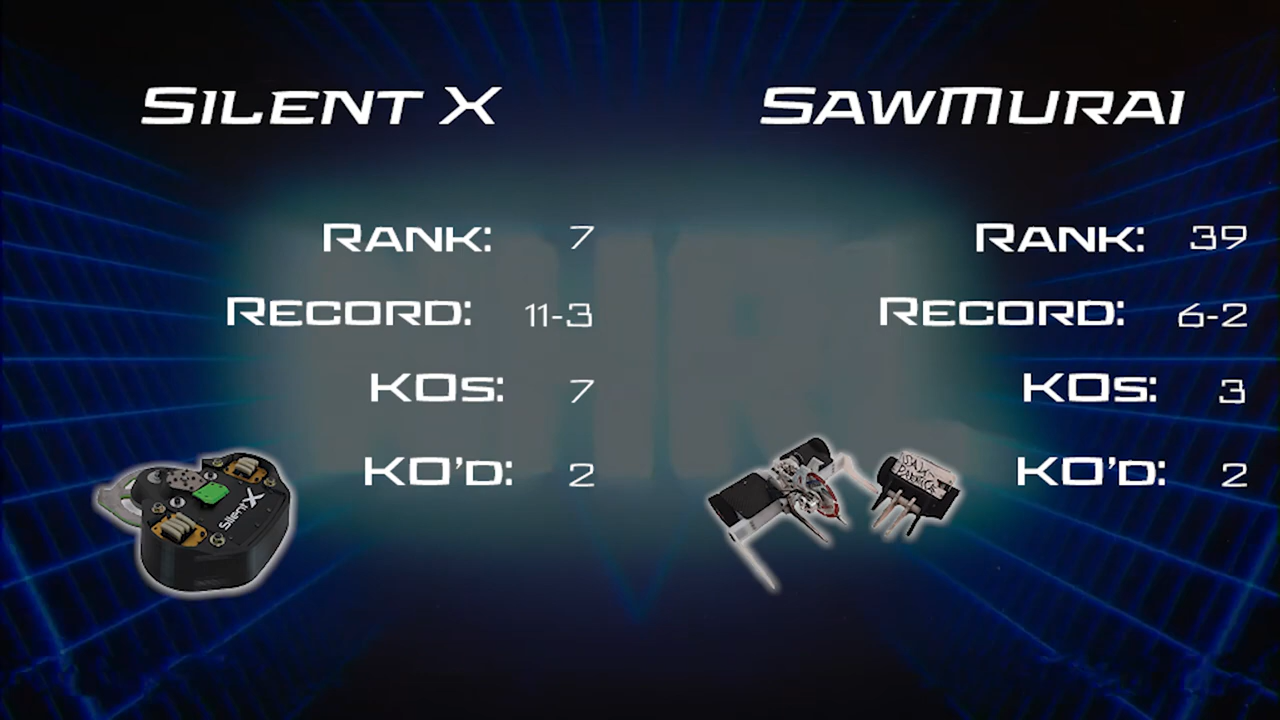 Silent X
Rank: 7
Record: 11-3
KOs: 7
KO'd: 2
Silent X
SawMurai
Rank: 39
Record: 6-2
KOs: 3
KO'd: 2